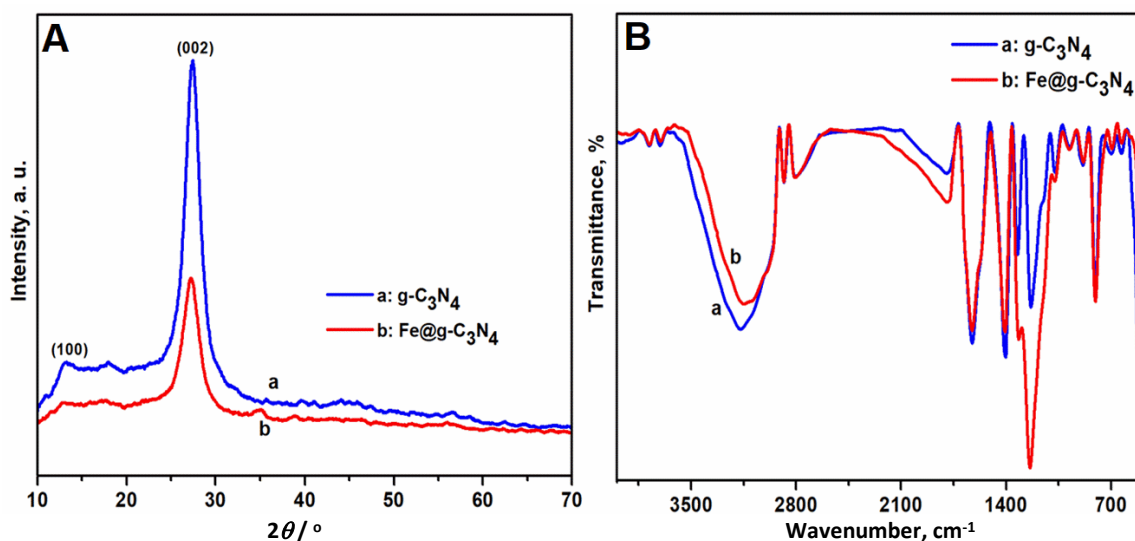 A
(002)
a: g-C₃N₄
b: Fe@g-C₃N₄
(100)
a
b
Intensity, a. u.
10 20 30 40 50 60 70
2θ / °
B
a: g-C₃N₄
b: Fe@g-C₃N₄
b
a
Transmittance, %
3500 2800 2100 1400 700
Wavenumber, cm⁻¹